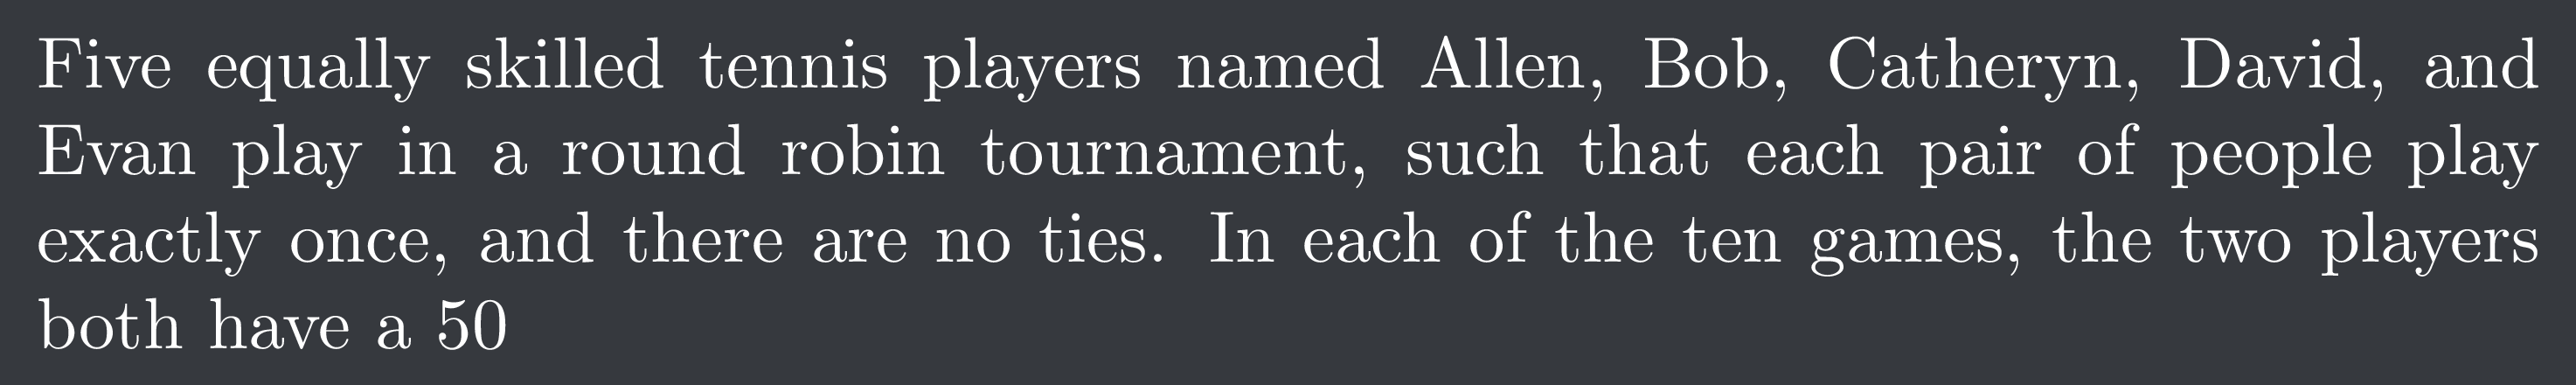 Five equally skilled tennis players named Allen, Bob, Catheryn, David, and
Evan play in a round robin tournament, such that each pair of people play
exactly once, and there are no ties. In each of the ten games, the two players
both have a 50